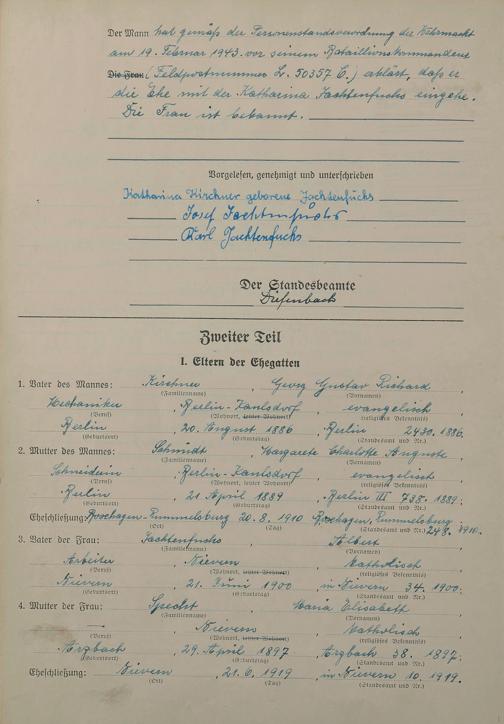 Der Mann hat gemäß der Personenstandsverordnung der Wehrmacht
am 19. Februar 1943 vor seinem Bataillionskommandeur
Die Frau (Feldpostnummer L. 50357 C.) erklärt, daß er
die Ehe mit der Katharina Jachtenfuchs eingehe.
Die Frau ist bekannt.
Vorgelesen, genehmigt und unterschrieben
Katharina Kirchner geborene Jachtenfuchs
Josef Jachtenfuchs
Karl Jachtenfuchs
Der Standesbeamte
Diefenbach
Zweiter Teil
I. Eltern der Ehegatten
1. Vater des Mannes: Kirchner, Georg Gustav Richard
(Familienname) (Vornamen)
Mechaniker, Berlin-Kaulsdorf, evangelisch
(Beruf) (Wohnort, letzter Wohnort) (religiöses Bekenntnis)
Berlin, 20. August 1886, Berlin 2430. 1886.
(Geburtsort) (Geburtstag) (Standesamt und Nr.)
2. Mutter des Mannes: Schmidt, Margarete Charlotte Auguste
(Familienname) (Vornamen)
Schneiderin, Berlin-Kaulsdorf, evangelisch
(Beruf) (Wohnort, letzter Wohnort) (religiöses Bekenntnis)
Berlin, 21 April 1889, Berlin III 738. 1889.
(Geburtsort) (Geburtstag) (Standesamt und Nr.)
Eheschließung: Boxhagen-Rummelsburg 20. 8. 1910 Boxhagen, Rummelsburg 248. 1910.
(Ort) (Tag) (Standesamt und Nr.)
3. Vater der Frau: Jachtenfuchs, Albert
(Familienname) (Vornamen)
Arbeiter, Nievern, katholisch
(Beruf) (Wohnort, letzter Wohnort) (religiöses Bekenntnis)
Nievern, 21. Juni 1900, in Nievern 34. 1900.
(Geburtsort) (Geburtstag) (Standesamt und Nr.)
4. Mutter der Frau: Specht, Maria Elisabeth
(Familienname) (Vornamen)
Nievern, katholisch
(Beruf) (Wohnort, letzter Wohnort) (religiöses Bekenntnis)
Arzbach, 29. April 1897, Arzbach 38. 1897.
(Geburtsort) (Geburtstag) (Standesamt und Nr.)
Eheschließung: Nievern, 21. 6. 1919, in Nievern 10. 1919.
(Ort) (Tag) (Standesamt und Nr.)